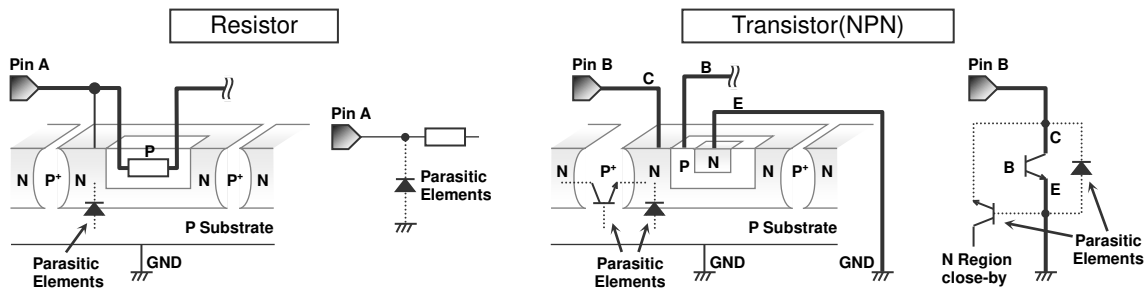 Resistor
Transistor(NPN)
Pin A
Pin A
P
N
P+
N
N
P+
N
Parasitic
Elements
P Substrate
GND
Parasitic
Elements
Pin B
C
B
E
P
N
N
P+
N
N
P+
N
P Substrate
Parasitic
Elements
GND
GND
Pin B
C
B
E
Parasitic
Elements
N Region
close-by